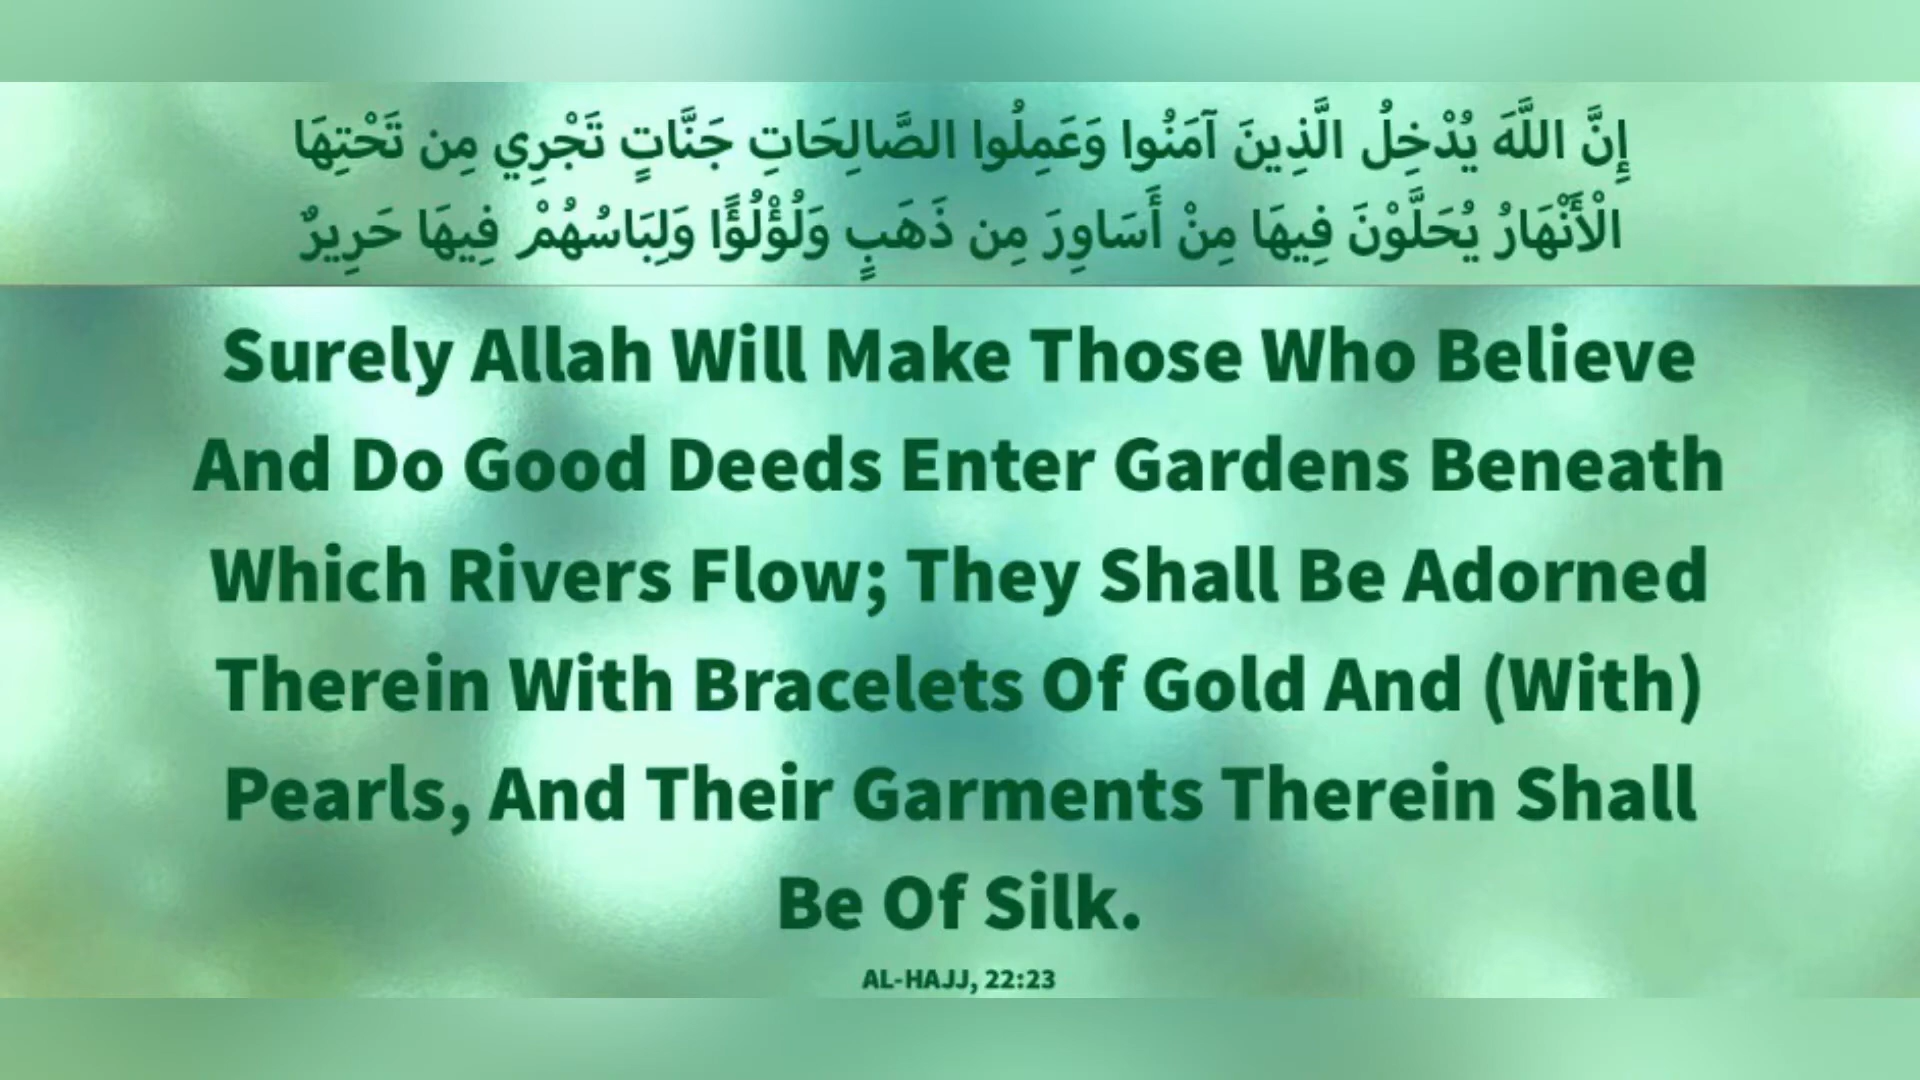 إِنَّ اللَّهَ يُدْخِلُ الَّذِينَ آمَنُوا وَعَمِلُوا الصَّالِحَاتِ جَنَّاتٍ تَجْرِي مِن تَحْتِهَا
الْأَنْهَارُ يُحَلَّوْنَ فِيهَا مِنْ أَسَاوِرَ مِن ذَهَبٍ وَلُؤْلُؤًا وَلِبَاسُهُمْ فِيهَا حَرِيرٌ
Surely Allah Will Make Those Who Believe
And Do Good Deeds Enter Gardens Beneath
Which Rivers Flow; They Shall Be Adorned
Therein With Bracelets Of Gold And (With)
Pearls, And Their Garments Therein Shall
Be Of Silk.
AL-HAJJ, 22:23